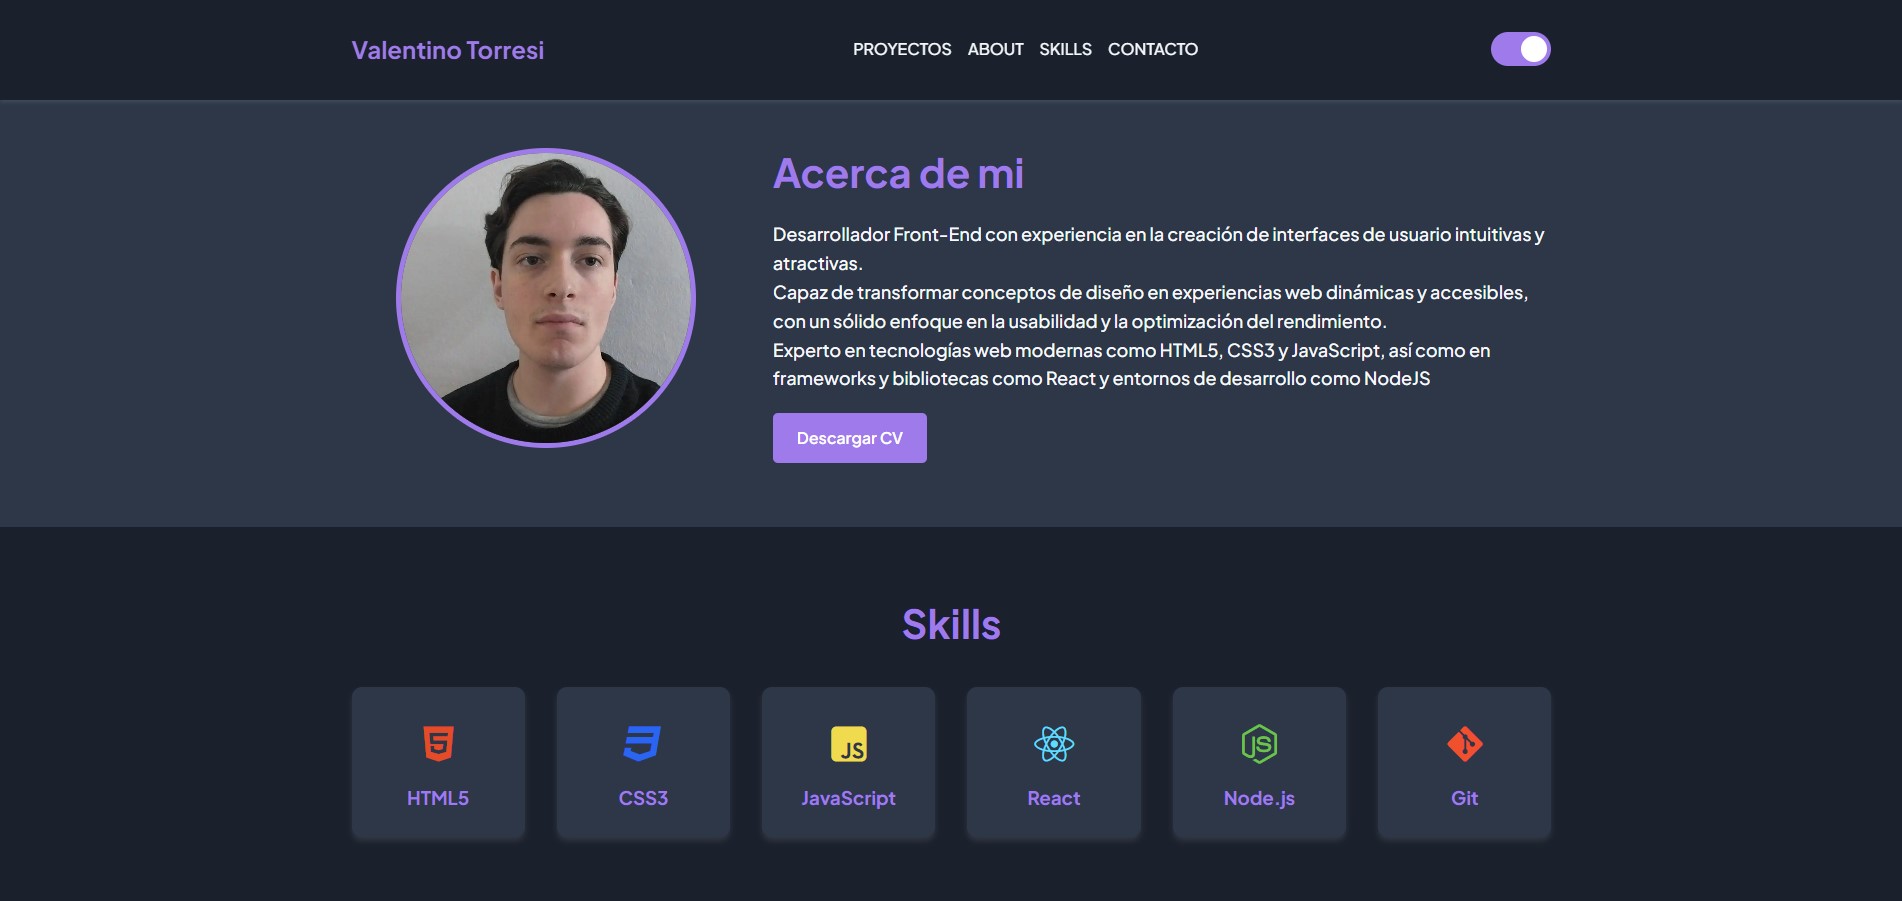 Valentino Torresi
PROYECTOS ABOUT SKILLS CONTACTO
Acerca de mi
Desarrollador Front-End con experiencia en la creación de interfaces de usuario intuitivas y
atractivas.
Capaz de transformar conceptos de diseño en experiencias web dinámicas y accesibles,
con un sólido enfoque en la usabilidad y la optimización del rendimiento.
Experto en tecnologías web modernas como HTML5, CSS3 y JavaScript, así como en
frameworks y bibliotecas como React y entornos de desarrollo como NodeJS
Descargar CV
Skills
5
JS
JS
HTML5
CSS3
JavaScript
React
Node.js
Git